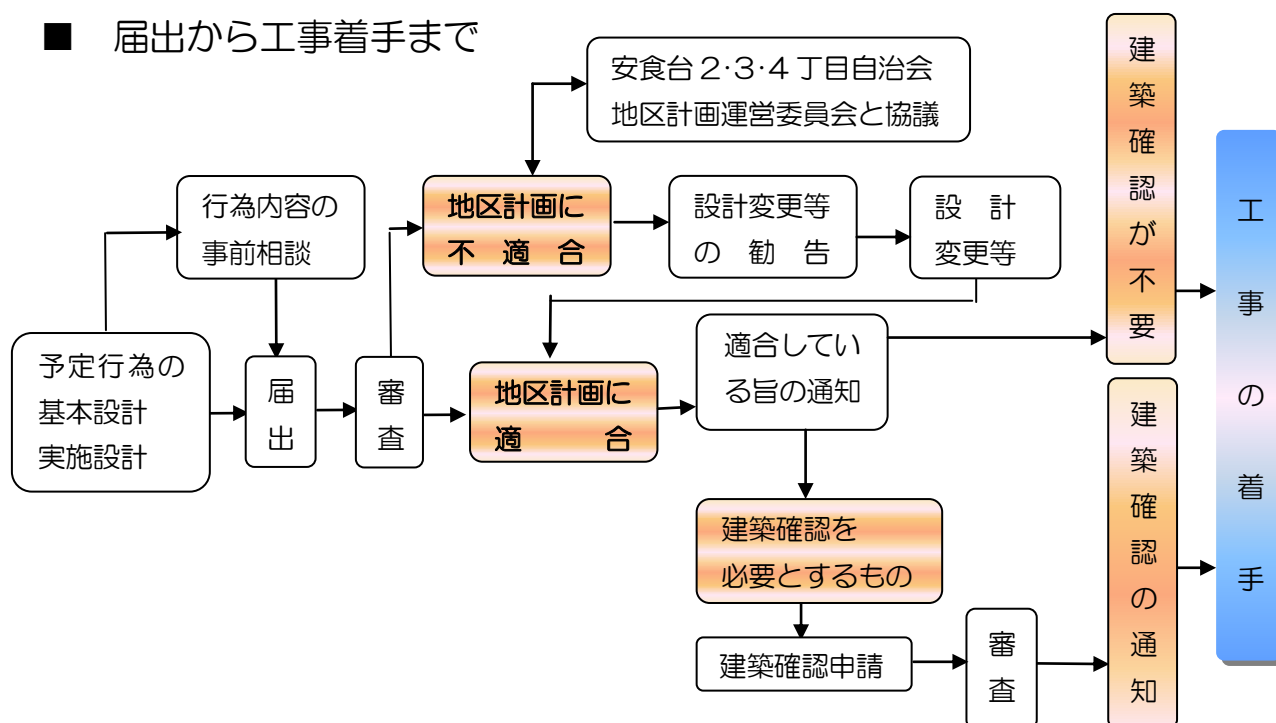 ■ 届出から工事着手まで
安食台2・3・4丁目自治会
地区計画運営委員会と協議
行為内容の
事前相談
地区計画に
不適合
設計変更等
の勧告
設計
変更等
予定行為の
基本設計
実施設計
届出
審査
地区計画に
適合
適合してい
る旨の通知
建築確認を
必要とするもの
建築確認申請
審査
建築確認が不要
建築確認の通知
工事の着手